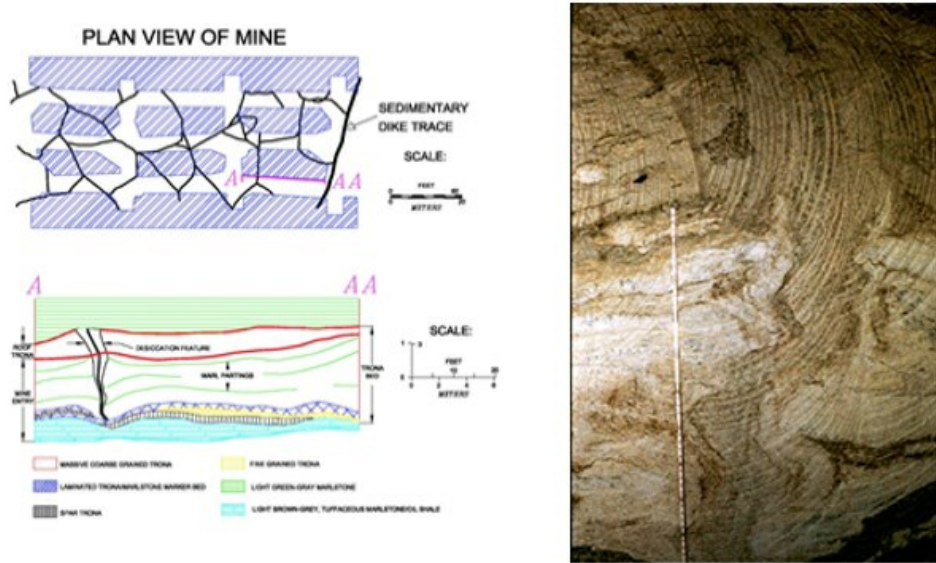 PLAN VIEW OF MINE
SEDIMENTARY
DIKE TRACE
SCALE:
FEET
METERS
A
A A
A
A A
ROOF
TRONA
MINE
ENTRY
DESICCATION FEATURE
MARL PARTINGS
TRONA
BED
SCALE:
FEET
METERS
MASSIVE COARSE GRAINED TRONA
FINE GRAINED TRONA
LAMINATED TRONA/MARLSTONE MARKER BED
LIGHT GREEN-GRAY MARLSTONE
SPAR TRONA
LIGHT BROWN-GREY, TUFFACEOUS MARLSTONE/OIL SHALE